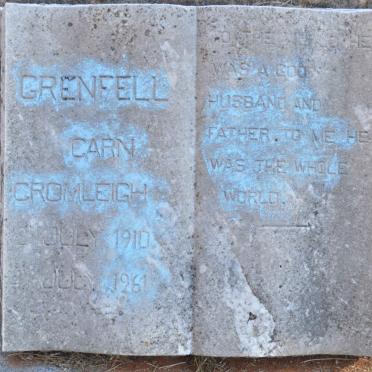 GRENFELL
CARN
CROMLEIGH
JULY 1910
JULY 1961
WAS A GOOD
HUSBAND AND
FATHER. TO ME HE
WAS THE WHOLE
WORLD.